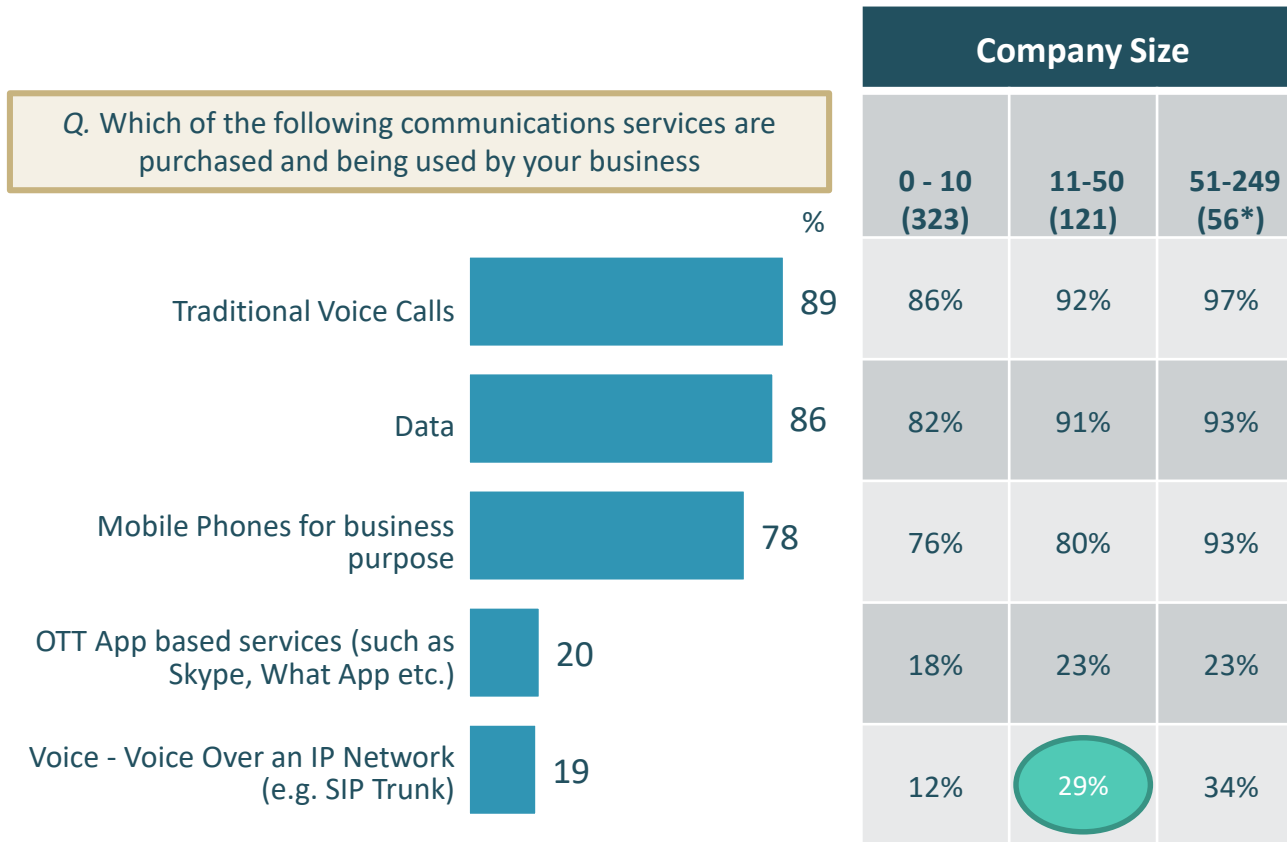 Company Size
Q. Which of the following communications services are
purchased and being used by your business
0 - 10
(323)
11-50
(121)
51-249
(56*)
%
Traditional Voice Calls
89
86%
92%
97%
Data
86
82%
91%
93%
Mobile Phones for business
purpose
78
76%
80%
93%
OTT App based services (such as
Skype, What App etc.)
20
18%
23%
23%
Voice - Voice Over an IP Network
(e.g. SIP Trunk)
19
12%
29%
34%